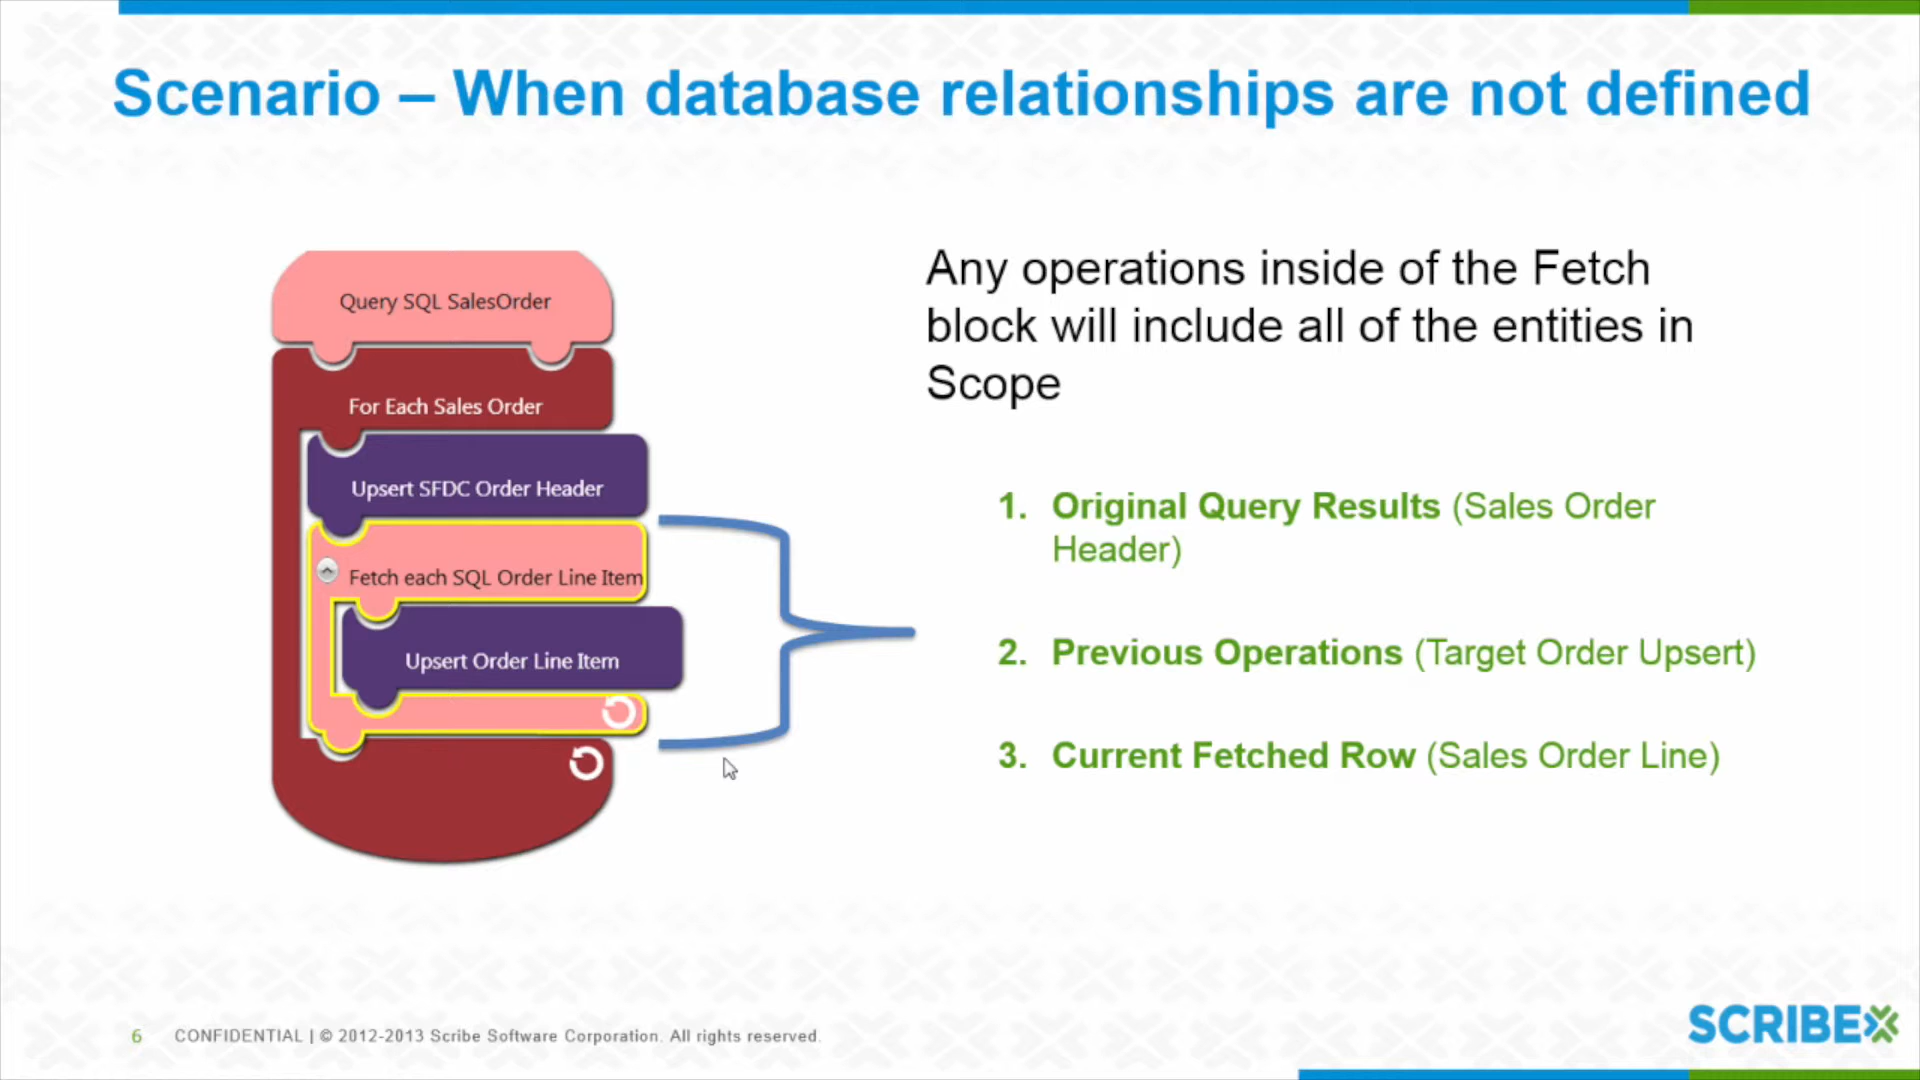 Scenario – When database relationships are not defined
Query SQL SalesOrder
For Each Sales Order
Upsert SFDC Order Header
Fetch each SQL Order Line Item
Upsert Order Line Item
Any operations inside of the Fetch
block will include all of the entities in
Scope
1. Original Query Results (Sales Order
Header)
2. Previous Operations (Target Order Upsert)
3. Current Fetched Row (Sales Order Line)
6 CONFIDENTIAL | © 2012-2013 Scribe Software Corporation. All rights reserved.
SCRIBE